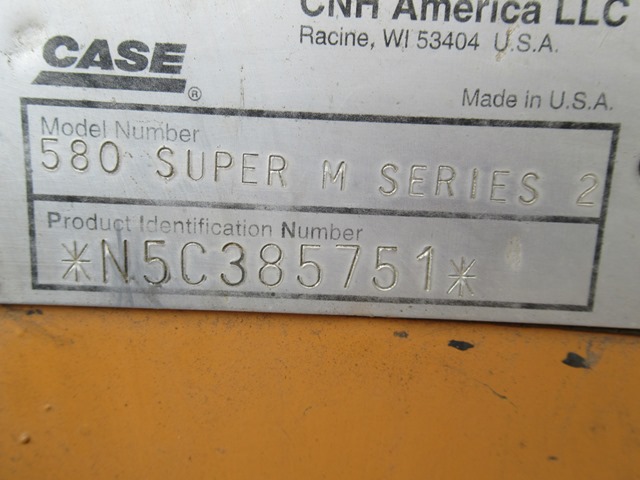 CNH America LLC
Racine, WI 53404 U.S.A.
CASE®
Made in U.S.A.
Model Number
580 SUPER M SERIES 2
Product Identification Number
*N5C385751*